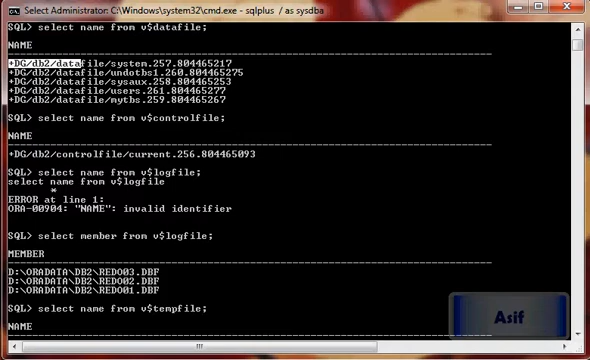 Select Administrator: C:\Windows\system32\cmd.exe - sqlplus / as sysdba
SQL> select name from v$datafile;
NAME
+DG/db2/datafile/system.257.804465217
+DG/db2/datafile/undotbs1.260.804465275
+DG/db2/datafile/sysaux.258.804465253
+DG/db2/datafile/users.261.804465277
+DG/db2/datafile/mytbs.259.804465267
SQL> select name from v$controlfile;
NAME
+DG/db2/controlfile/current.256.804465093
SQL> select name from v$logfile;
select name from v$logfile
*
ERROR at line 1:
ORA-00904: "NAME": invalid identifier
SQL> select member from v$logfile;
MEMBER
D:\ORADATA\DB2\REDO03.DBF
D:\ORADATA\DB2\REDO02.DBF
D:\ORADATA\DB2\REDO01.DBF
SQL> select name from v$tempfile;
NAME
Asif